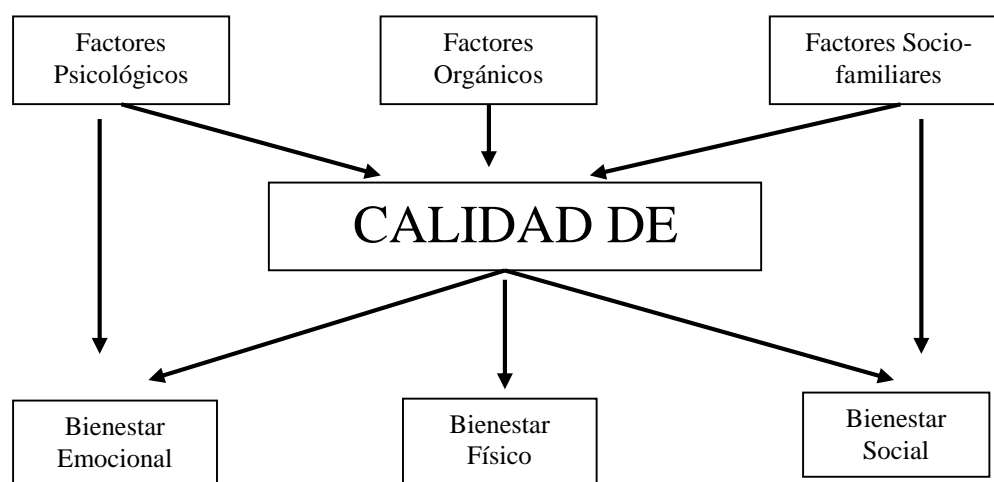 Factores
Psicológicos
Factores
Orgánicos
Factores Socio-
familiares
CALIDAD DE
Bienestar
Emocional
Bienestar
Físico
Bienestar
Social